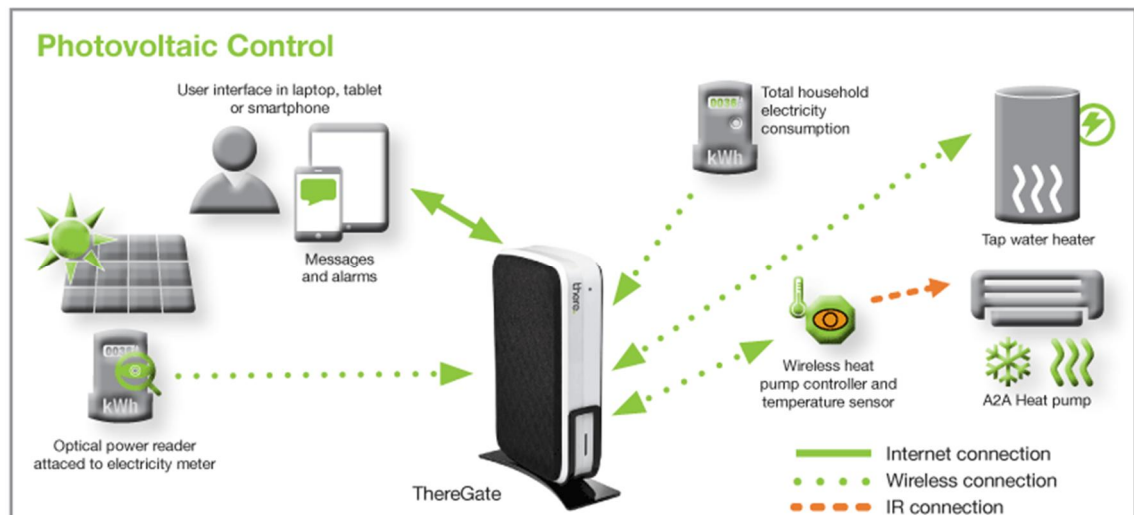 Photovoltaic Control
User interface in laptop, tablet
or smartphone
Messages
and alarms
Total household
electricity
consumption
0036
kWh
Tap water heater
there
0036
kWh
Optical power reader
attaced to electricity meter
Wireless heat
pump controller and
temperature sensor
A2A Heat pump
ThereGate
Internet connection
Wireless connection
IR connection